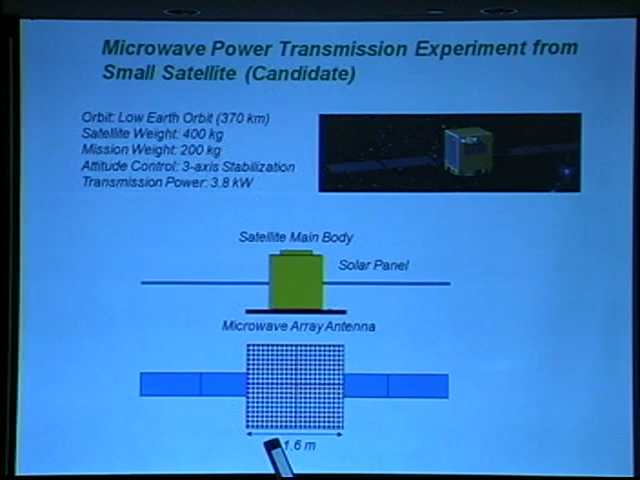 Microwave Power Transmission Experiment from
Small Satellite (Candidate)
Orbit: Low Earth Orbit (370 km)
Satellite Weight: 400 kg
Mission Weight: 200 kg
Attitude Control: 3-axis Stabilization
Transmission Power: 3.8 kW
Satellite Main Body
Solar Panel
Microwave Array Antenna
1.6 m